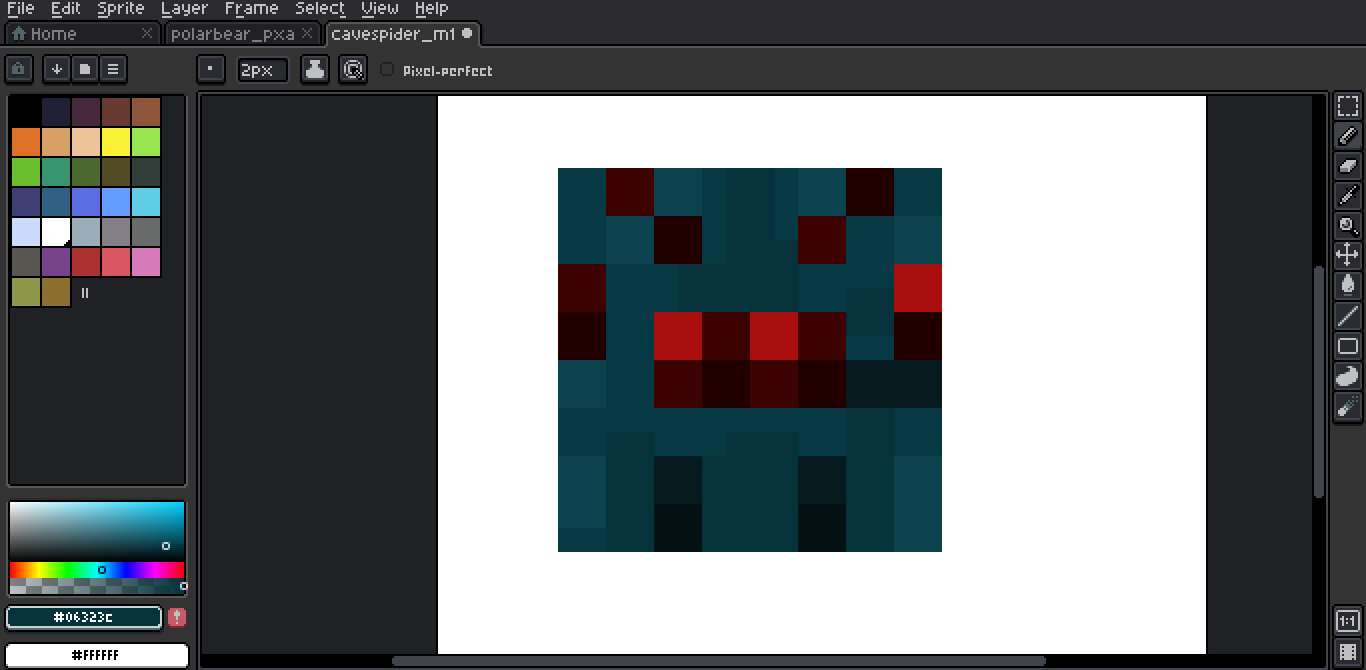 File Edit Sprite Layer Frame Select View Help
Home polarbear_pxa cavespider_m1
2px Pixel-perfect
#06323c
#FFFFFF
1:1